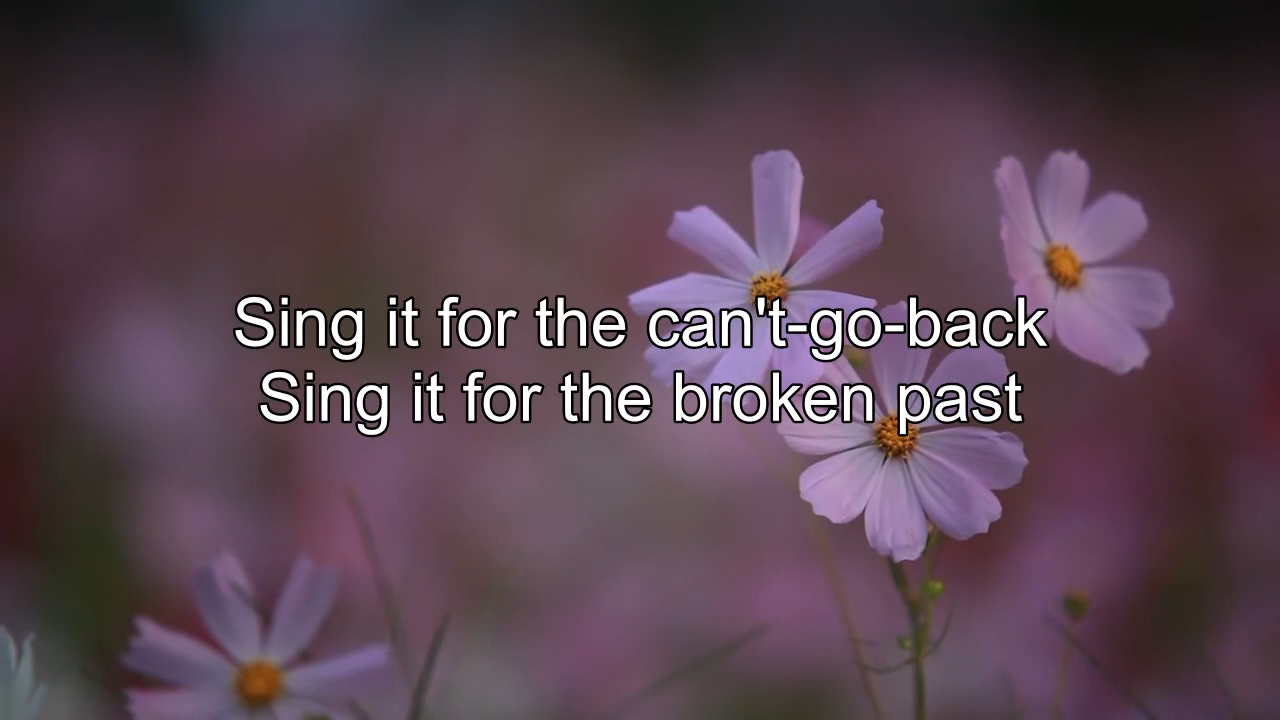 Sing it for the can't-go-back
Sing it for the broken past